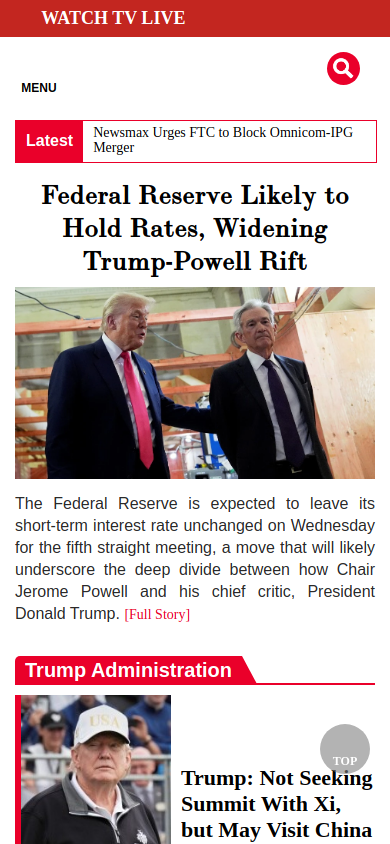 WATCH TV LIVE
MENU
Latest
Newsmax Urges FTC to Block Omnicom-IPG
Merger
Federal Reserve Likely to
Hold Rates, Widening
Trump-Powell Rift
The Federal Reserve is expected to leave its
short-term interest rate unchanged on Wednesday
for the fifth straight meeting, a move that will likely
underscore the deep divide between how Chair
Jerome Powell and his chief critic, President
Donald Trump. [Full Story]
Trump Administration
USA
TOP
Trump: Not Seeking
Summit With Xi,
but May Visit China